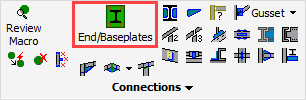 Review
Macro
End/Baseplates
Gusset
Connections